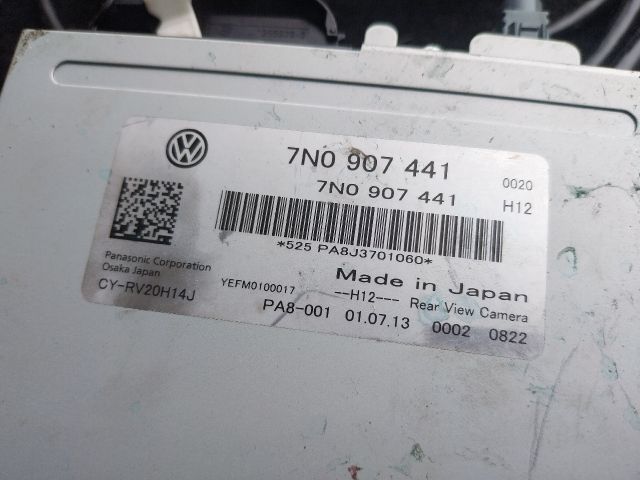 7N0 907 441
7N0 907 441
0020
H12
*525 PA8J3701060*
Panasonic Corporation
Osaka Japan
CY-RV20H14J
YEFM0100017
Made in Japan
--H12--- Rear View Camera
PA8-001 01.07.13 0002 0822